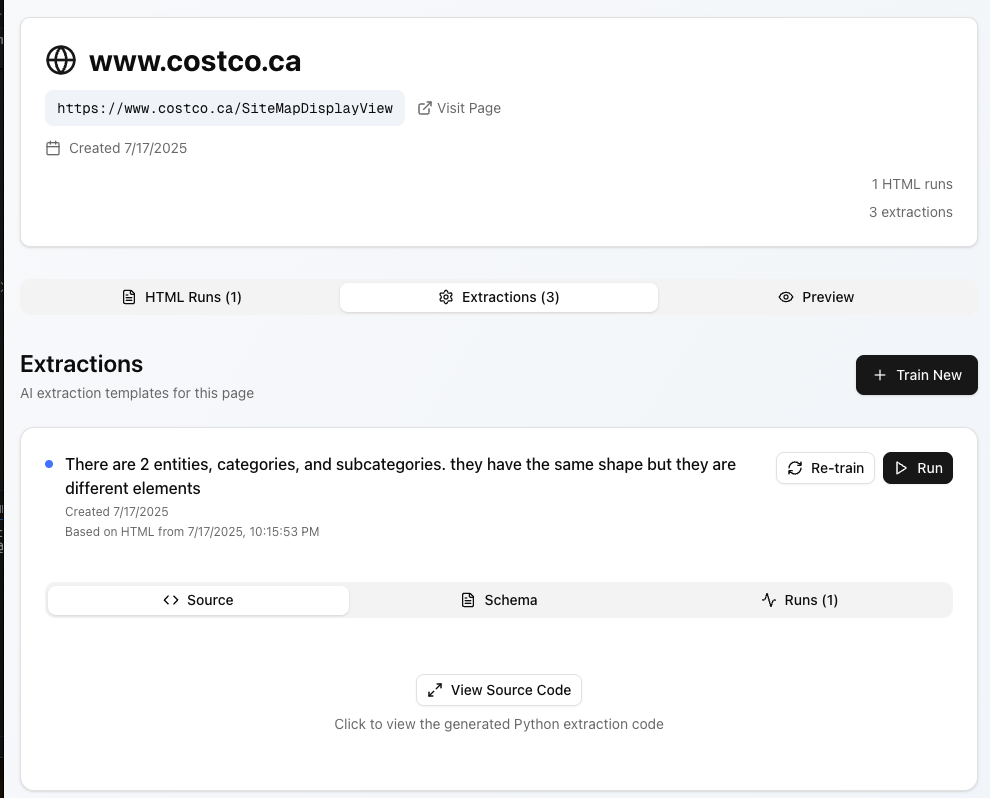 www.costco.ca
https://www.costco.ca/SiteMapDisplayView Visit Page
Created 7/17/2025
1 HTML runs
3 extractions
HTML Runs (1) Extractions (3) Preview
Extractions
AI extraction templates for this page
Train New
There are 2 entities, categories, and subcategories. they have the same shape but they are
different elements
Re-train Run
Created 7/17/2025
Based on HTML from 7/17/2025, 10:15:53 PM
Source Schema Runs (1)
View Source Code
Click to view the generated Python extraction code